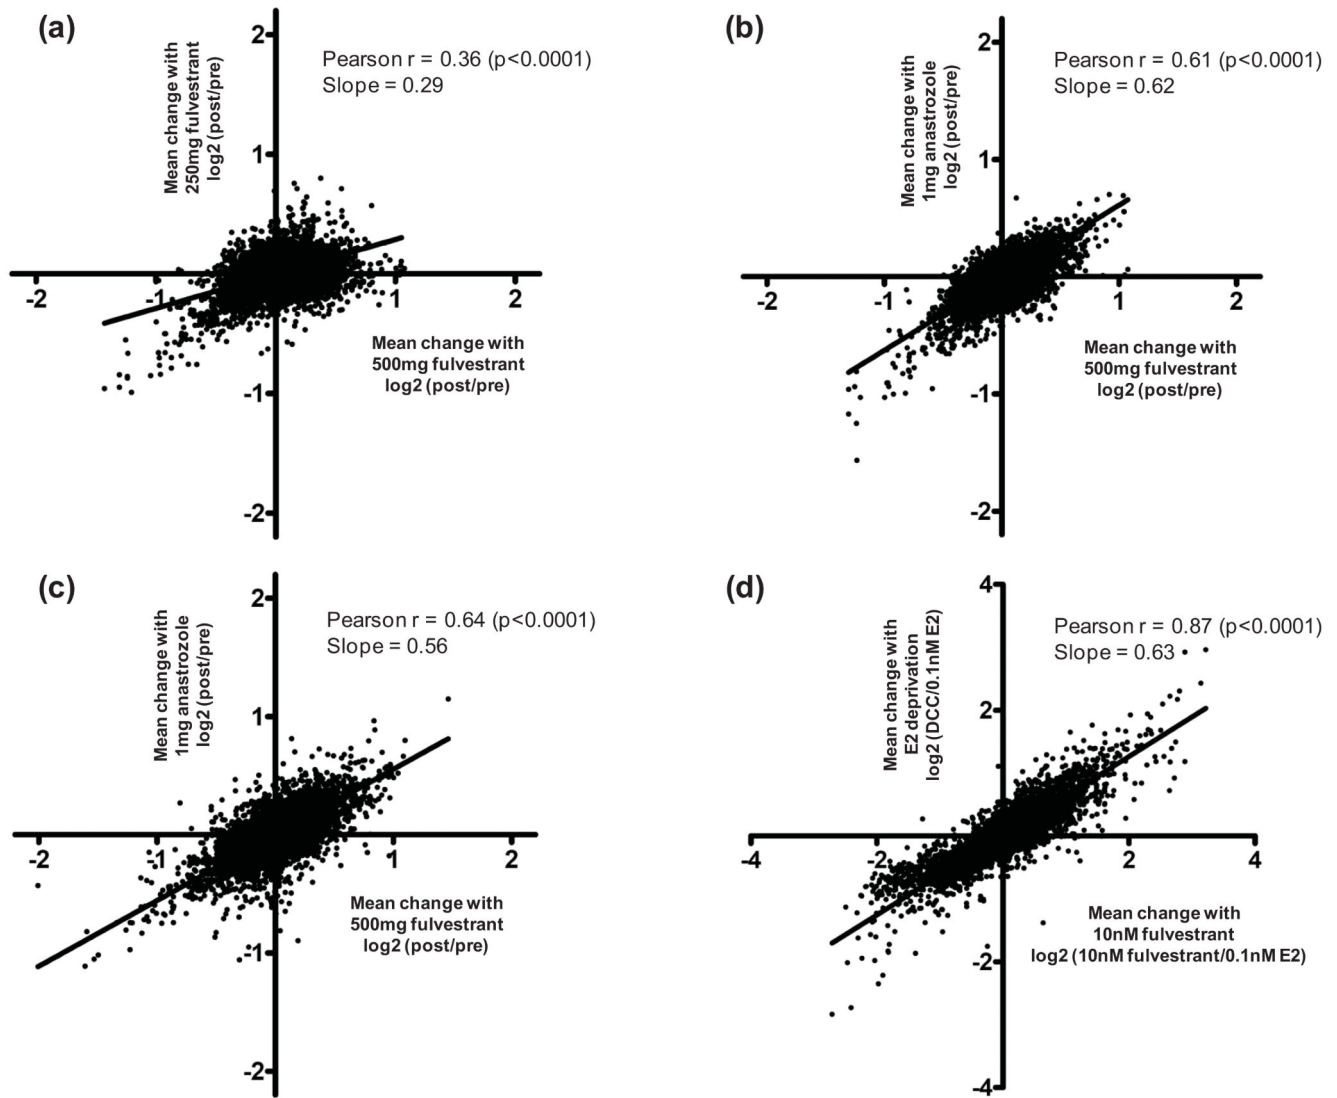 (a)
2
Mean change with
250mg fulvestrant
log2 (post/pre)
Pearson r = 0.36 (p<0.0001)
Slope = 0.29
1
-2
-1
1
2
Mean change with
500mg fulvestrant
log2 (post/pre)
-1
-2
(b)
2
Mean change with
1mg anastrozole
log2 (post/pre)
Pearson r = 0.61 (p<0.0001)
Slope = 0.62
1
-2
-1
1
2
Mean change with
500mg fulvestrant
log2 (post/pre)
-1
-2
(c)
2
Mean change with
1mg anastrozole
log2 (post/pre)
Pearson r = 0.64 (p<0.0001)
Slope = 0.56
1
-2
-1
1
2
Mean change with
500mg fulvestrant
log2 (post/pre)
-1
-2
(d)
4
Mean change with
E2 deprivation
log2 (DCC/0.1nM E2)
Pearson r = 0.87 (p<0.0001)
Slope = 0.63
2
-4
-2
2
4
Mean change with
10nM fulvestrant
log2 (10nM fulvestrant/0.1nM E2)
-2
-4